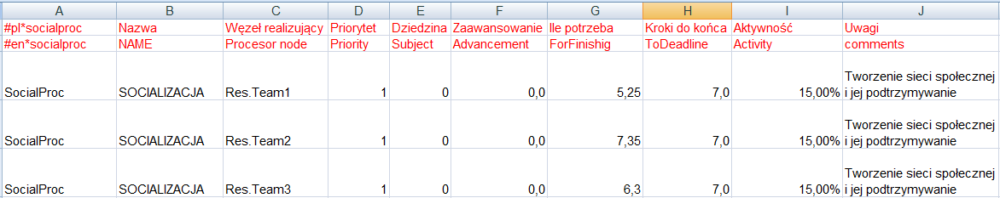 A B C D E F G H I J
#pl*socialproc Nazwa Węzeł realizujący Priorytet Dziedzina Zaawansowanie Ile potrzeba Kroki do końca Aktywność Uwagi
#en*socialproc NAME Procesor node Priority Subject Advancement ForFinishig ToDeadline Activity comments
Tworzenie sieci społecznej
SocialProc SOCIALIZACJA Res.Team1 1 0 0,0 5,25 7,0 15,00% i jej podtrzymywanie
Tworzenie sieci społecznej
SocialProc SOCIALIZACJA Res.Team2 1 0 0,0 7,35 7,0 15,00% i jej podtrzymywanie
Tworzenie sieci społecznej
SocialProc SOCIALIZACJA Res.Team3 1 0 0,0 6,3 7,0 15,00% i jej podtrzymywanie